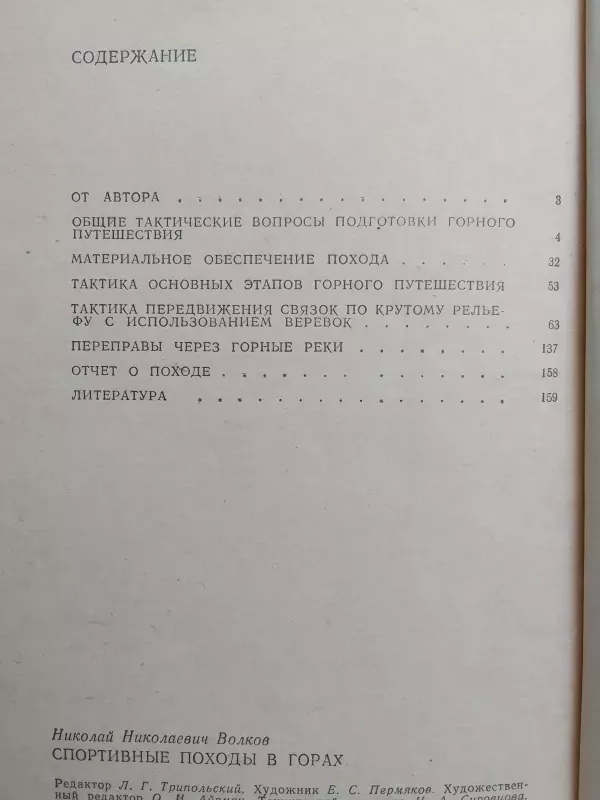 СОДЕРЖАНИЕ
ОТ АВТОРА . . . . . . . . . . . . . 3
ОБЩИЕ ТАКТИЧЕСКИЕ ВОПРОСЫ ПОДГОТОВКИ ГОРНОГО
ПУТЕШЕСТВИЯ 4
МАТЕРИАЛЬНОЕ ОБЕСПЕЧЕНИЕ ПОХОДА . . . . . 32
ТАКТИКА ОСНОВНЫХ ЭТАПОВ ГОРНОГО ПУТЕШЕСТВИЯ 53
ТАКТИКА ПЕРЕДВИЖЕНИЯ СВЯЗОК ПО КРУТОМУ РЕЛЬЕ-
ФУ С ИСПОЛЬЗОВАНИЕМ ВЕРЕВОК . . . . . . 63
ПЕРЕПРАВЫ ЧЕРЕЗ ГОРНЫЕ РЕКИ . . . . . . 137
ОТЧЕТ О ПОХОДЕ . . . . . . . . . . . 158
ЛИТЕРАТУРА . . . . . . . . . . . . 159
Николай Николаевич Волков
СПОРТИВНЫЕ ПОХОДЫ В ГОРАХ
Редактор Л. Г. Трипольский. Художник Е. С. Пермяков. Художествен-
ный редактор О. И.